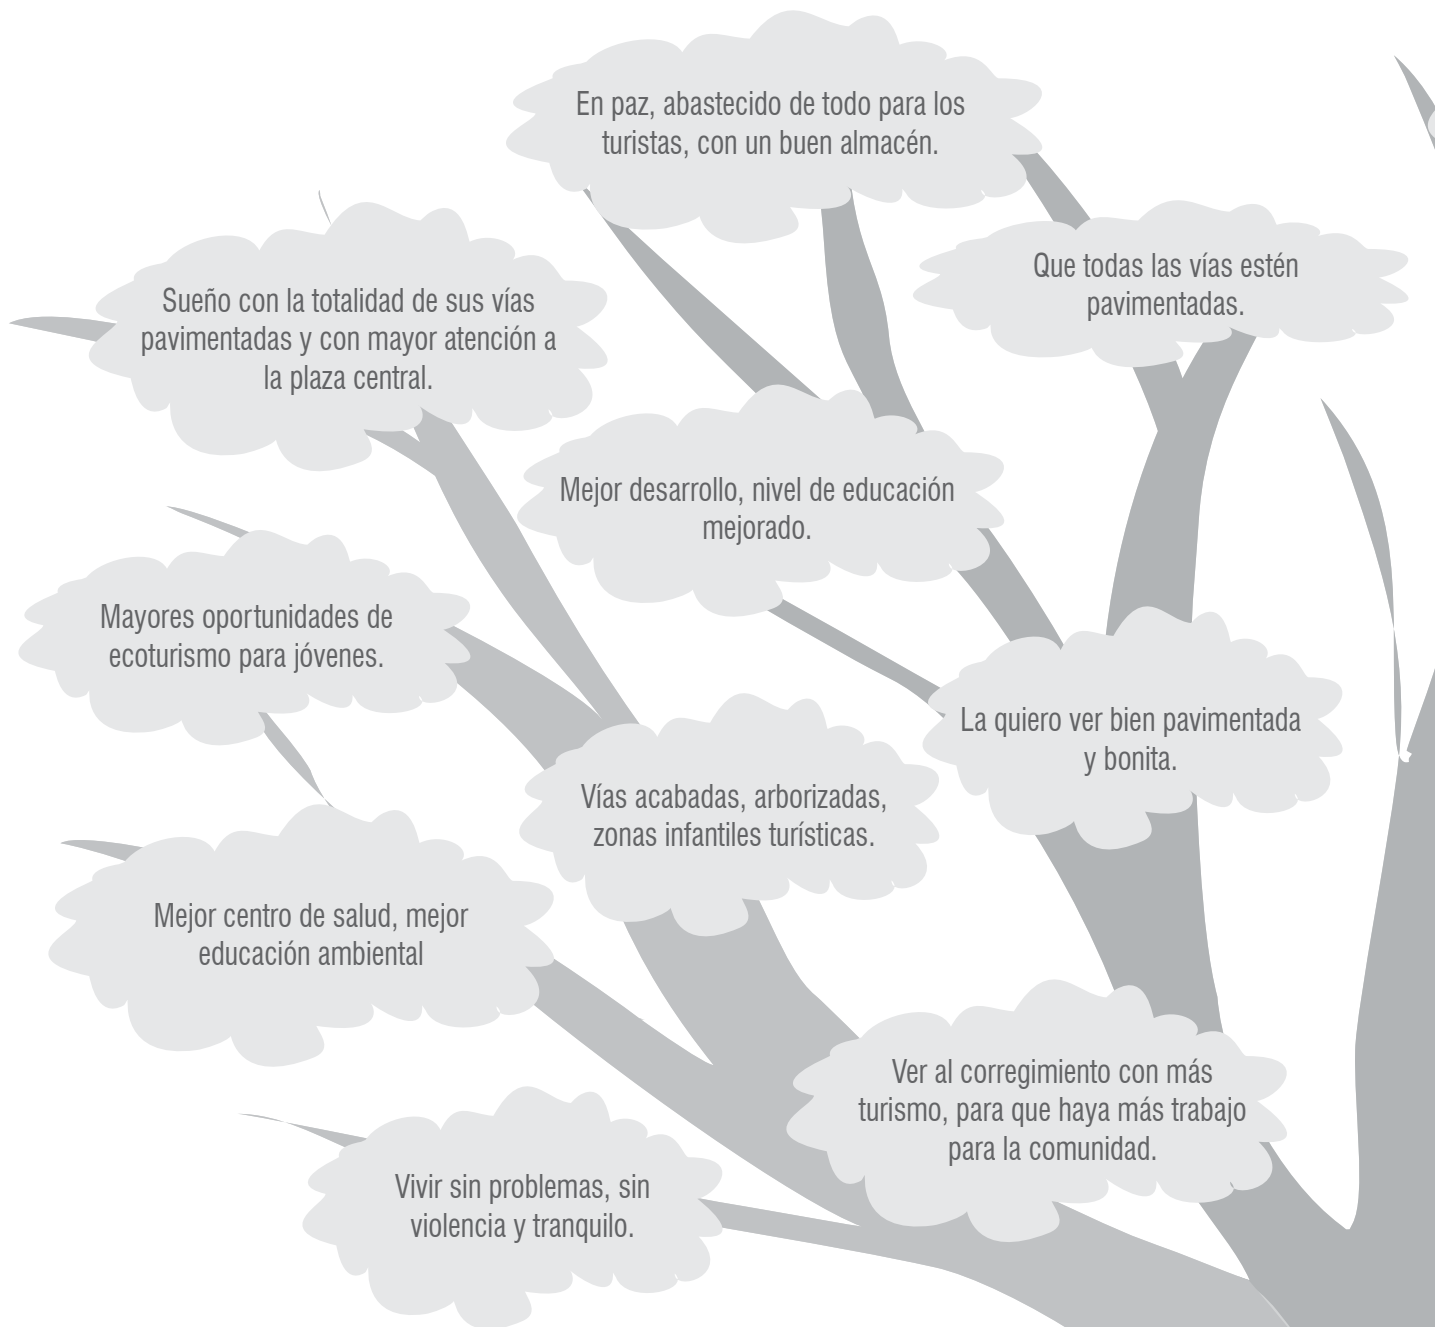 En paz, abastecido de todo para los
turistas, con un buen almacén.
Que todas las vías estén
pavimentadas.
Sueño con la totalidad de sus vías
pavimentadas y con mayor atención a
la plaza central.
Mejor desarrollo, nivel de educación
mejorado.
Mayores oportunidades de
ecoturismo para jóvenes.
La quiero ver bien pavimentada
y bonita.
Vías acabadas, arborizadas,
zonas infantiles turísticas.
Mejor centro de salud, mejor
educación ambiental
Ver al corregimiento con más
turismo, para que haya más trabajo
para la comunidad.
Vivir sin problemas, sin
violencia y tranquilo.